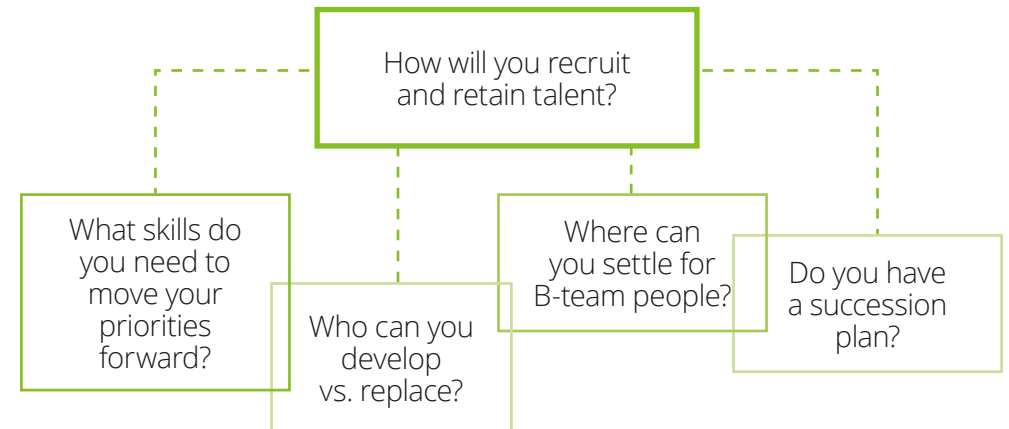 How will you recruit
and retain talent?
What skills do
you need to
move your
priorities
forward?
Who can you
develop
vs. replace?
Where can
you settle for
B-team people?
Do you have
a succession
plan?